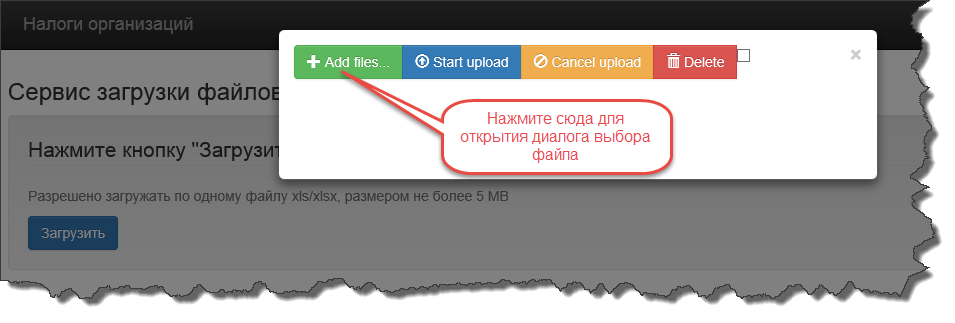 Налоги организаций
×
Add files... Start upload Cancel upload Delete
Сервис загрузки файлов
Нажмите сюда для
открытия диалога выбора
файла
Нажмите кнопку "Загрузит
Разрешено загружать по одному файлу xls/xlsx, размером не более 5 МВ
Загрузить